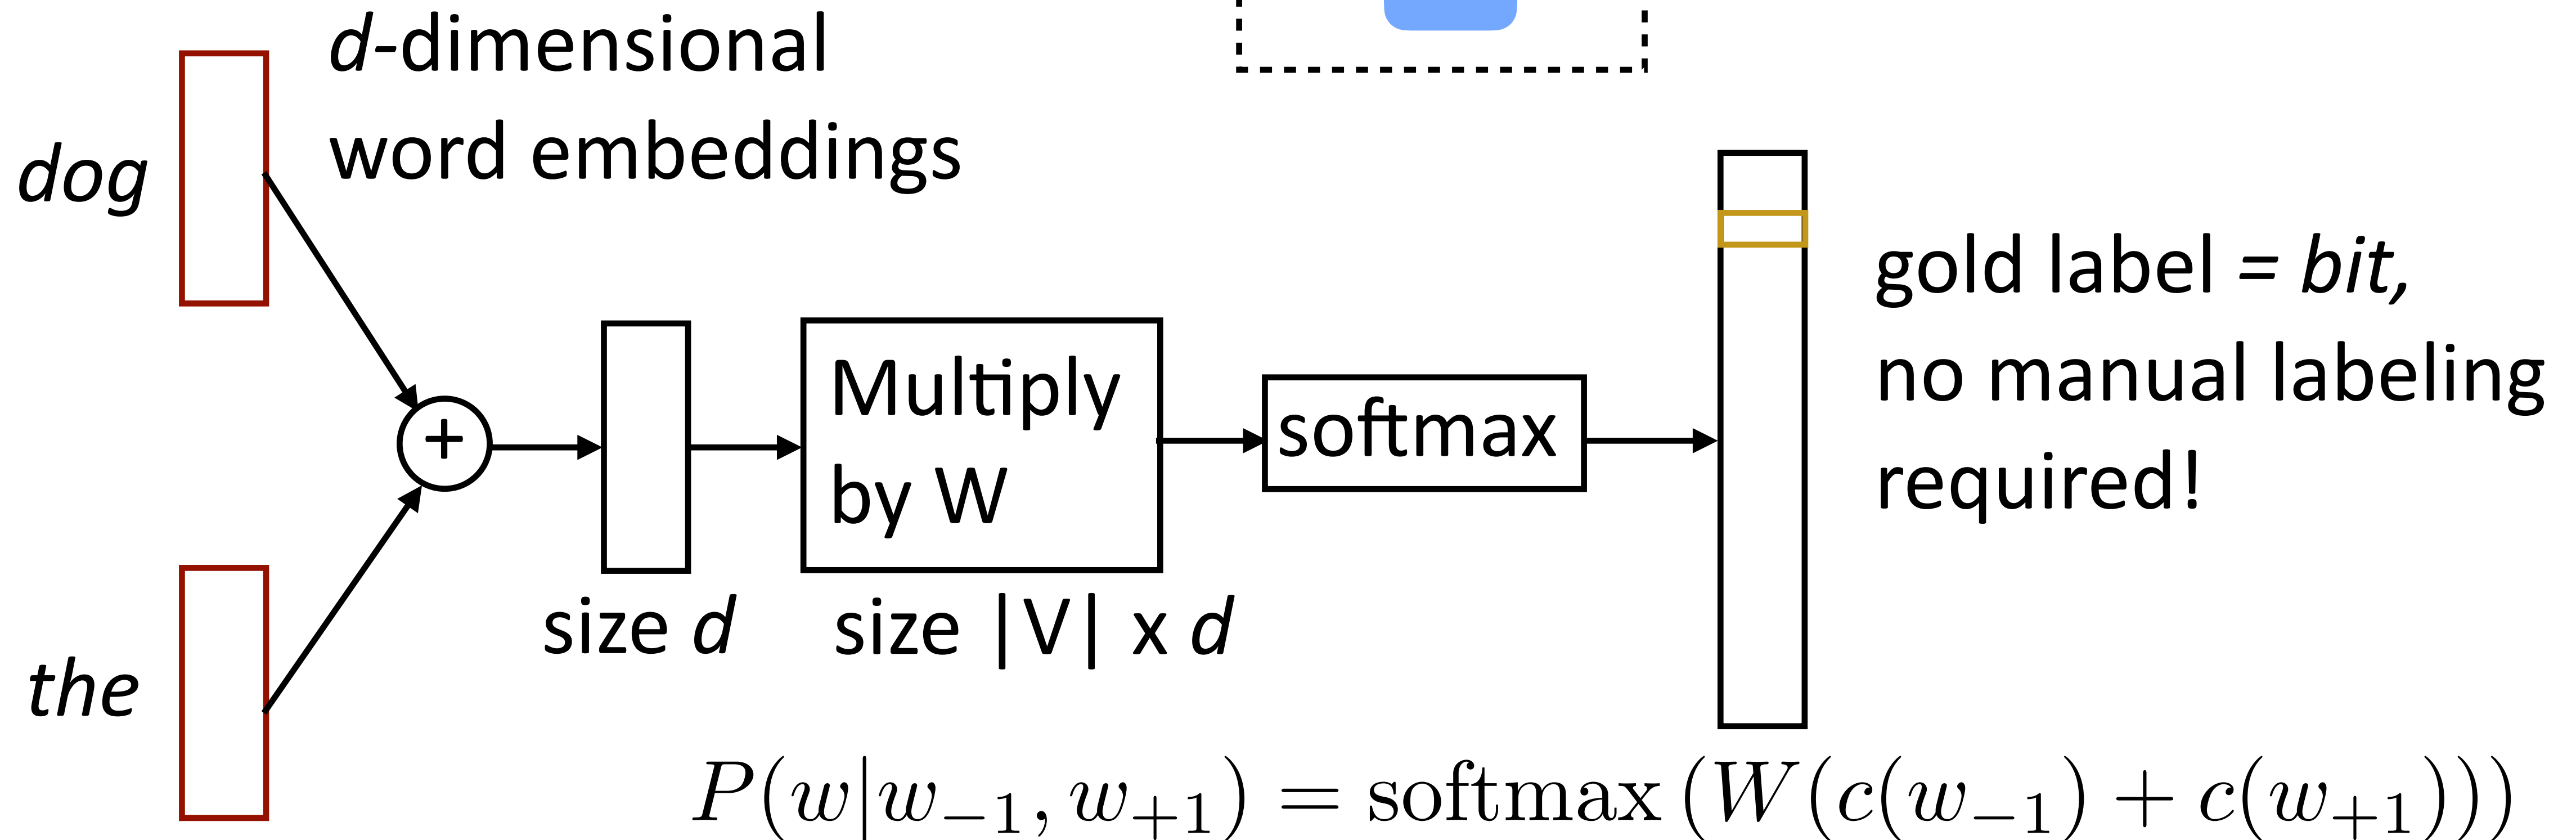 d-dimensional
word embeddings
dog
the
+
size d
Multiply
by W
size |V| x d
softmax
gold label = bit,
no manual labeling
required!
P(w|w₋₁, w₊₁) = softmax (W(c(w₋₁) + c(w₊₁)))